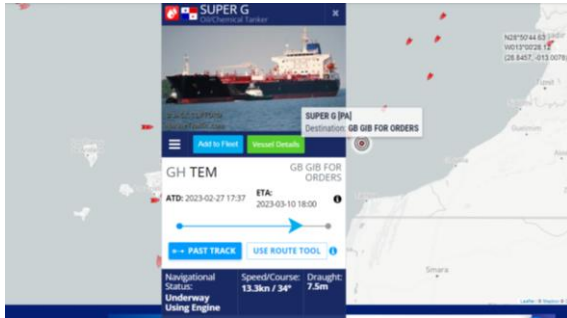 SUPER G
Oil/Chemical Tanker
×
N28°50'44.63
W013°00'28.12
(28.8457, -013.0078)
SUPER G [PA]
Destination: GB GIB FOR ORDERS
Add to Fleet
Vessel Details
GH TEM
GB GIB FOR
ORDERS
ATD: 2023-02-27 17:37
ETA:
2023-03-10 18:00
PAST TRACK
USE ROUTE TOOL
Navigational
Status:
Underway
Using Engine
Speed/Course:
13.3kn / 34°
Draught:
7.5m
Smara
Guelmim
Tiznit